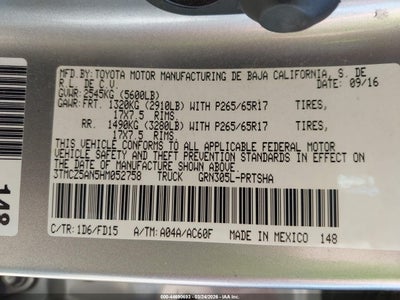 MFD.BY:TOYOTA MOTOR MANUFACTURING DE BAJA CALIFORNIA, S. DE
R.L. DE C.V. 09/16
GVWR:2545KG (5600LB)
GAWR:FRT. 1320KG (2910LB) WITH P265/65R17 TIRES,
17X7.5 RIMS,
RR. 1490KG (3280LB) WITH P265/65R17 TIRES,
17X7.5 RIMS,
THIS VEHICLE CONFORMS TO ALL APPLICABLE FEDERAL MOTOR
VEHICLE SAFETY AND THEFT PREVENTION STANDARDS IN EFFECT ON
THE DATE OF MANUFACTURE SHOWN ABOVE.
3TMCZ5AN5HM052758 TRUCK GRN305L-PRTSHA
C/TR:1D6/FD15 A/TM:A04A/AC60F MADE IN MEXICO 148
148